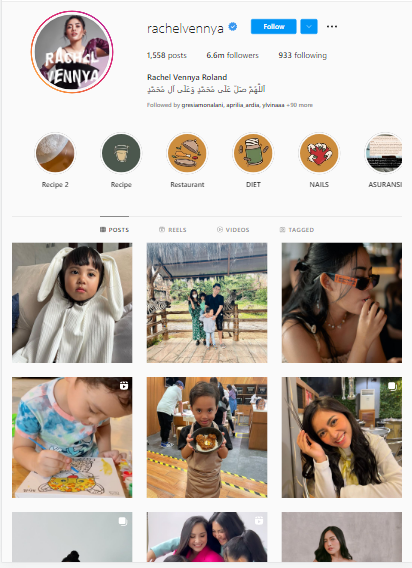 rachelvennya
Follow
1,558 posts 6.6m followers 933 following
Rachel Vennya Roland
اَللّٰهُمَّ صَلِّ عَلَى مُحَمَّدٍ وَعَلَى آلِ مُحَمَّدٍ
Followed by gresiamonalani, aprilia_ardia, ylvinaaa +90 more
RACHEL
VENNYA
Recipe 2 Recipe Restaurant DIET NAILS ASURANSI
POSTS REELS VIDEOS TAGGED